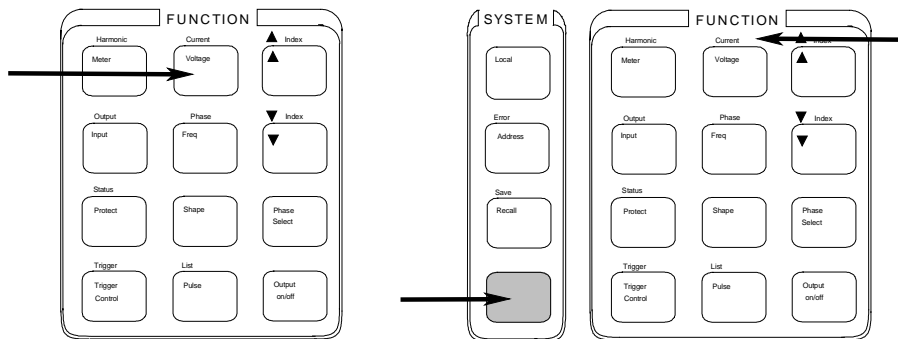 FUNCTION
Harmonic Current ▲ Index
Meter Voltage ▲
Output Phase ▼ Index
Input Freq ▼
Status
Protect Shape Phase
Select
Trigger List
Trigger Pulse Output
Control on/off
SYSTEM
Local
Error
Address
Save
Recall
FUNCTION
Harmonic Current ▲ Index
Meter Voltage ▲
Output Phase ▼ Index
Input Freq ▼
Status
Protect Shape Phase
Select
Trigger List
Trigger Pulse Output
Control on/off